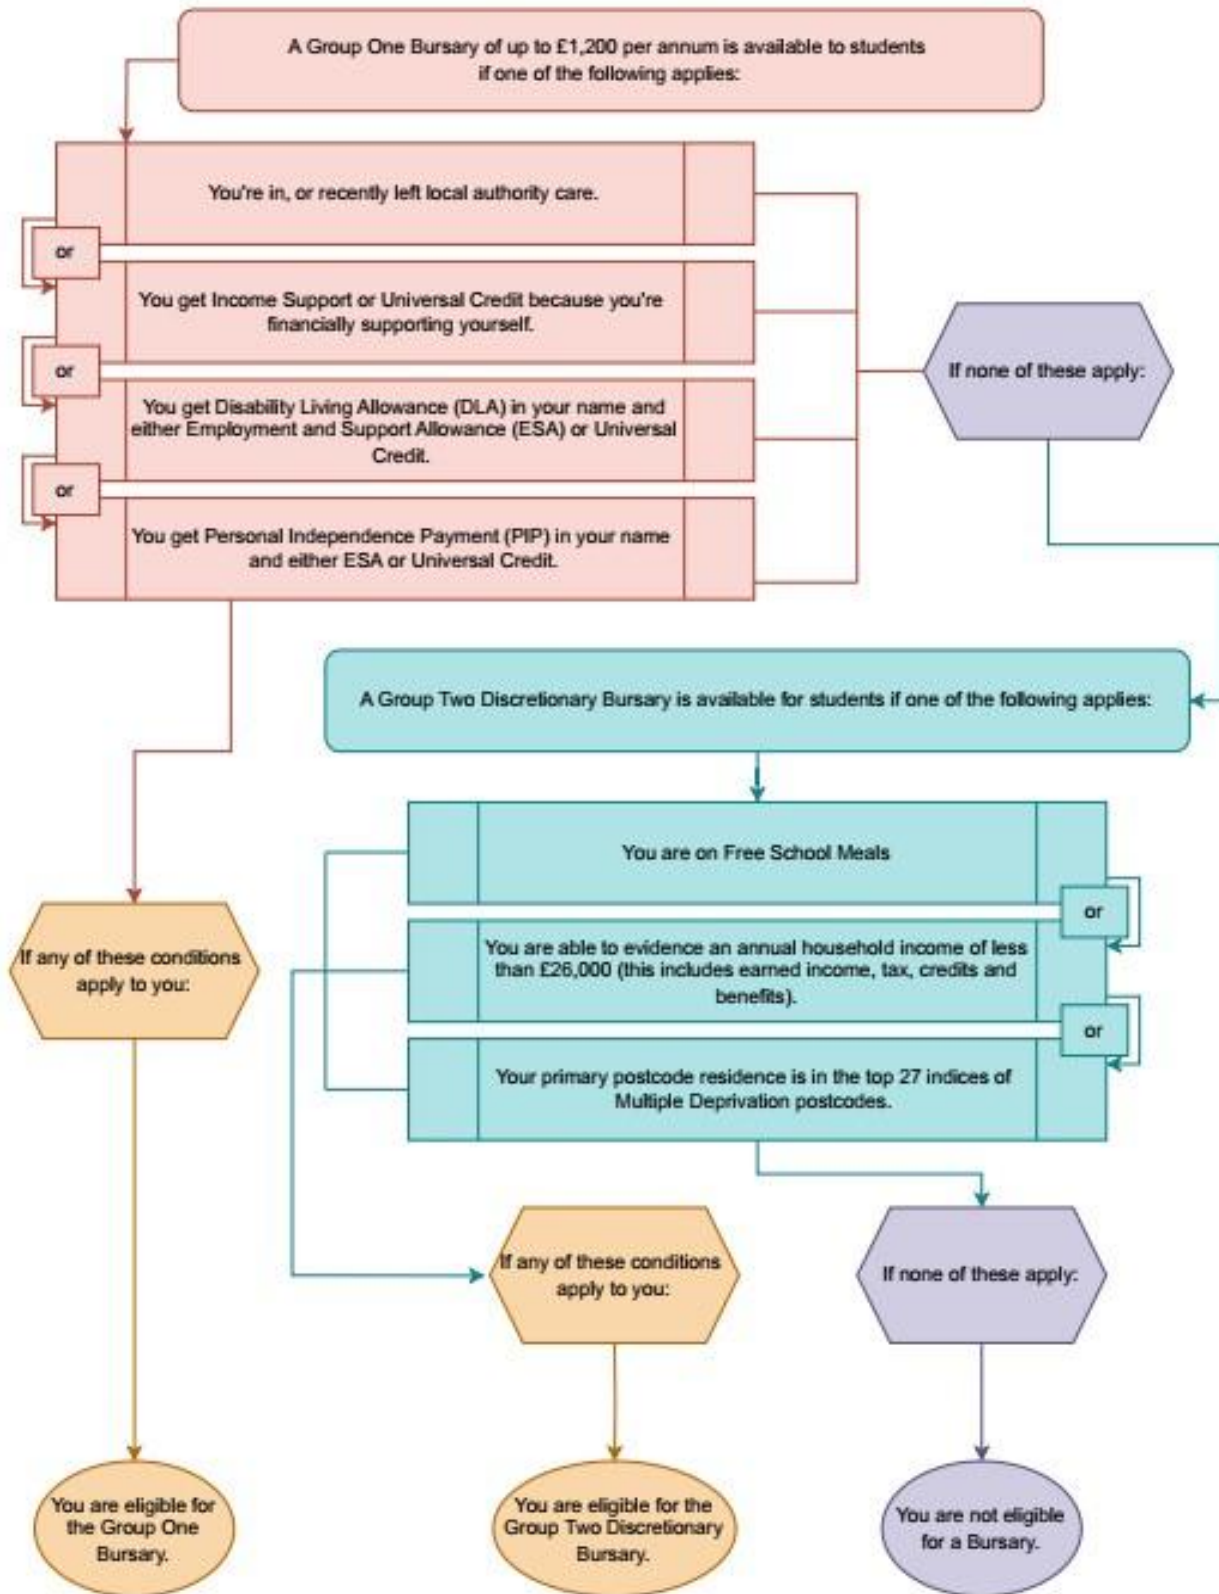 A Group One Bursary of up to £1,200 per annum is available to students
if one of the following applies:
You're in, or recently left local authority care.
or
You get Income Support or Universal Credit because you're
financially supporting yourself.
or
You get Disability Living Allowance (DLA) in your name and
either Employment and Support Allowance (ESA) or Universal
Credit.
or
You get Personal Independence Payment (PIP) in your name
and either ESA or Universal Credit.
If none of these apply:
A Group Two Discretionary Bursary is available for students if one of the following applies:
You are on Free School Meals
or
You are able to evidence an annual household income of less
than £26,000 (this includes earned income, tax, credits and
benefits).
or
Your primary postcode residence is in the top 27 indices of
Multiple Deprivation postcodes.
If any of these conditions
apply to you:
If any of these conditions
apply to you:
If none of these apply:
You are eligible for
the Group One
Bursary.
You are eligible for the
Group Two Discretionary
Bursary.
You are not eligible
for a Bursary.